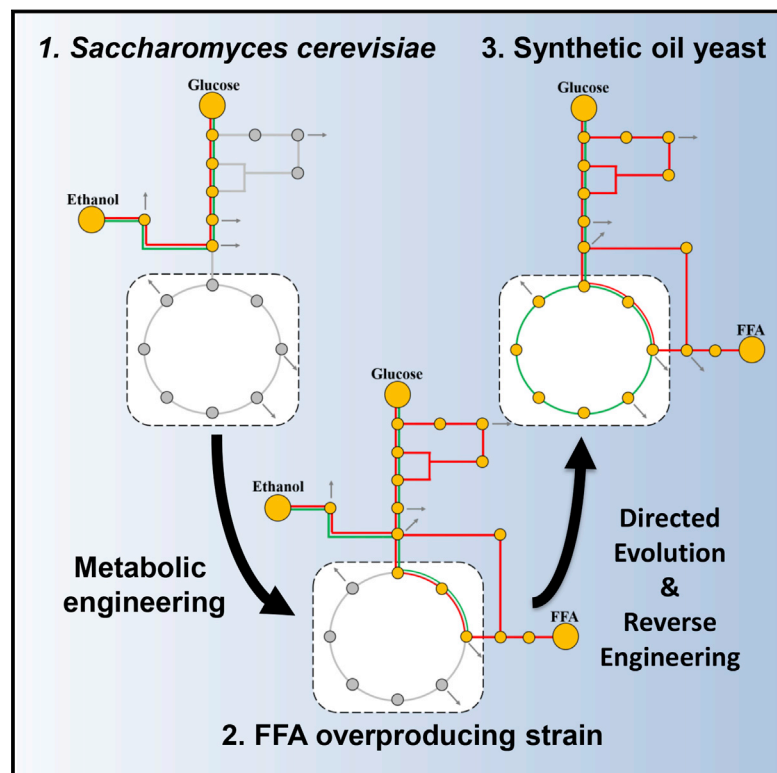 1. Saccharomyces cerevisiae
3. Synthetic oil yeast
Glucose
Ethanol
Glucose
FFA
Metabolic
engineering
Glucose
Ethanol
FFA
Directed
Evolution
&
Reverse
Engineering
2. FFA overproducing strain